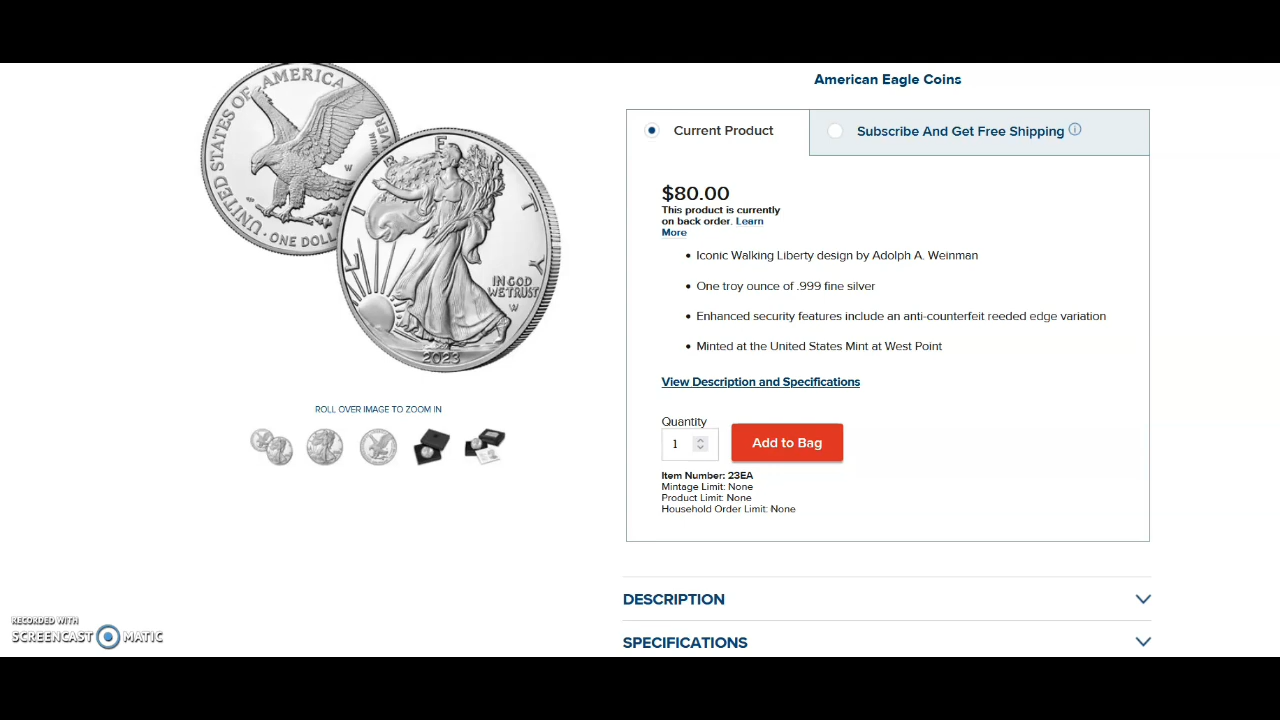 UNITED STATES OF AMERICA
W
ONE DOLL
L I B E R T Y
IN GOD
WE TRUST
W
2023
ROLL OVER IMAGE TO ZOOM IN
American Eagle Coins
Current Product
Subscribe And Get Free Shipping
$80.00
This product is currently
on back order. Learn
More
• Iconic Walking Liberty design by Adolph A. Weinman
• One troy ounce of .999 fine silver
• Enhanced security features include an anti-counterfeit reeded edge variation
• Minted at the United States Mint at West Point
View Description and Specifications
Quantity
1
Add to Bag
Item Number: 23EA
Mintage Limit: None
Product Limit: None
Household Order Limit: None
DESCRIPTION
SPECIFICATIONS
RECORDED WITH
SCREENCAST MATIC